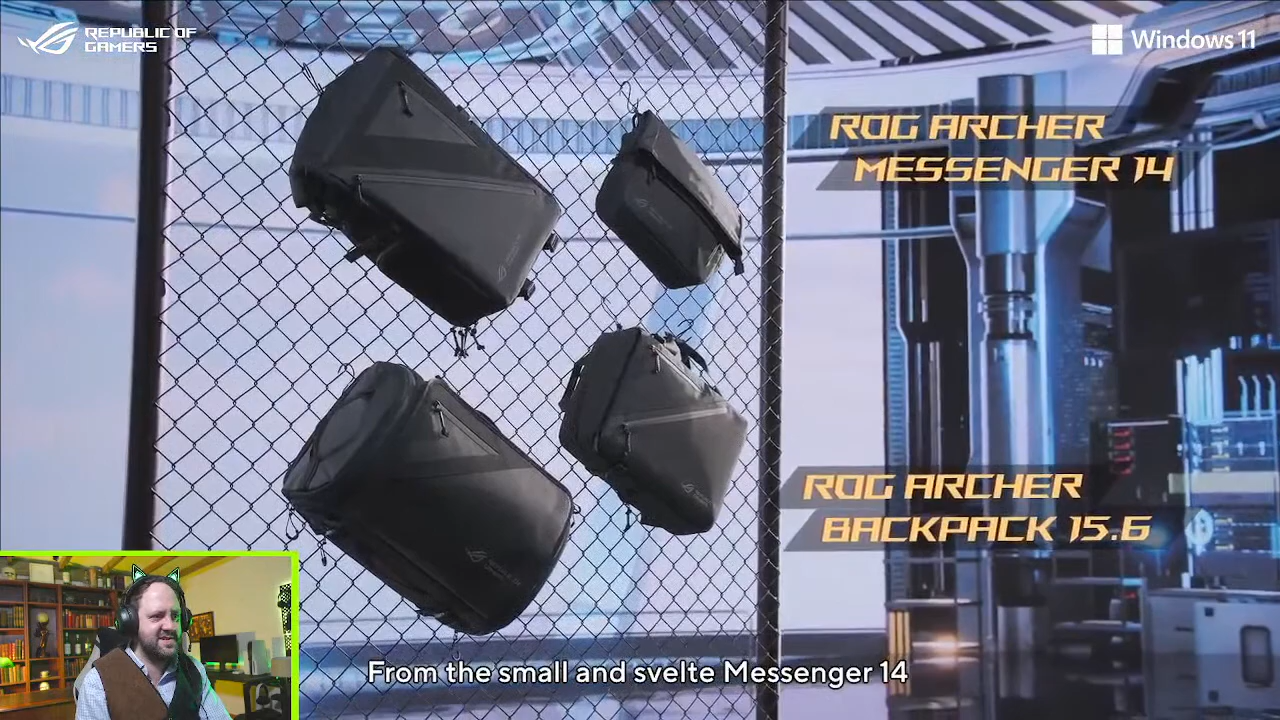 REPUBLIC OF
GAMERS
Windows 11
ROG ARCHER
MESSENGER 14
ROG ARCHER
BACKPACK 15.6
From the small and svelte Messenger 14